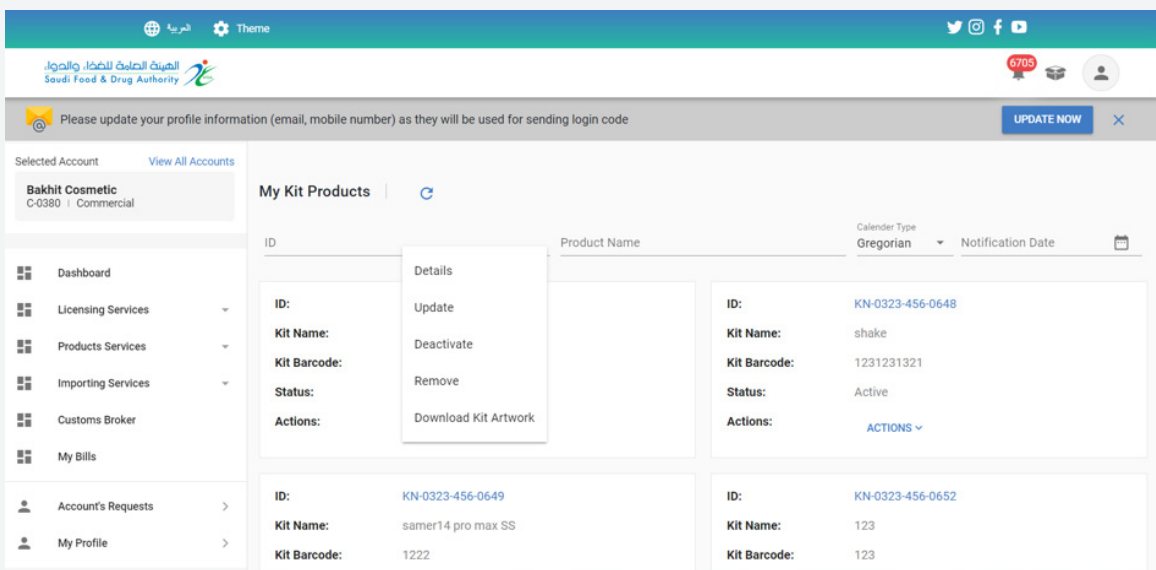 العربية
Theme
الهيئة العامة للغذاء والدواء
Saudi Food & Drug Authority
6705
Please update your profile information (email, mobile number) as they will be used for sending login code
UPDATE NOW
Selected Account
View All Accounts
Bakhit Cosmetic
C-0380 | Commercial
Dashboard
Licensing Services
Products Services
Importing Services
Customs Broker
My Bills
Account's Requests
My Profile
My Kit Products
ID
Product Name
Calender Type
Gregorian
Notification Date
Details
Update
Deactivate
Remove
Download Kit Artwork
ID:
Kit Name:
Kit Barcode:
Status:
Actions:
ID: KN-0323-456-0648
Kit Name: shake
Kit Barcode: 1231231321
Status: Active
Actions: ACTIONS
ID: KN-0323-456-0649
Kit Name: samer14 pro max SS
Kit Barcode: 1222
ID: KN-0323-456-0652
Kit Name: 123
Kit Barcode: 123